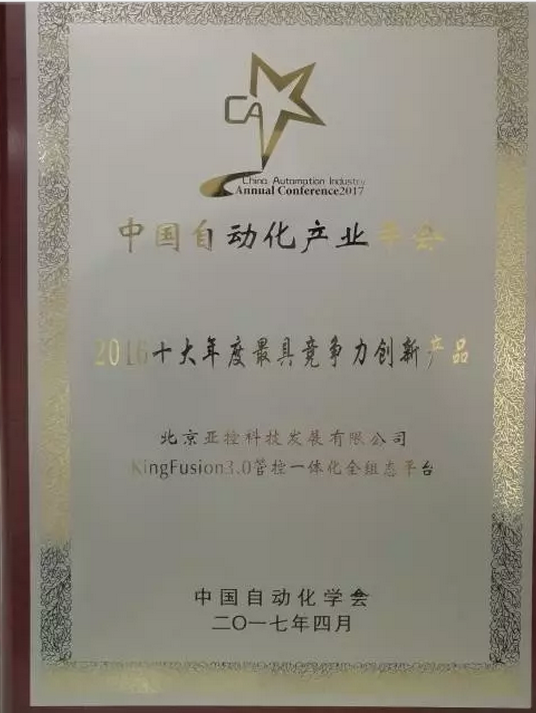 CA
China Automation Industry
Annual Conference2017
中国自动化产业年会
2016十大年度最具竞争力创新产品
北京亚控科技发展有限公司
KingFusion3.0管控一体化全组态平台
中国自动化学会
二〇一七年四月